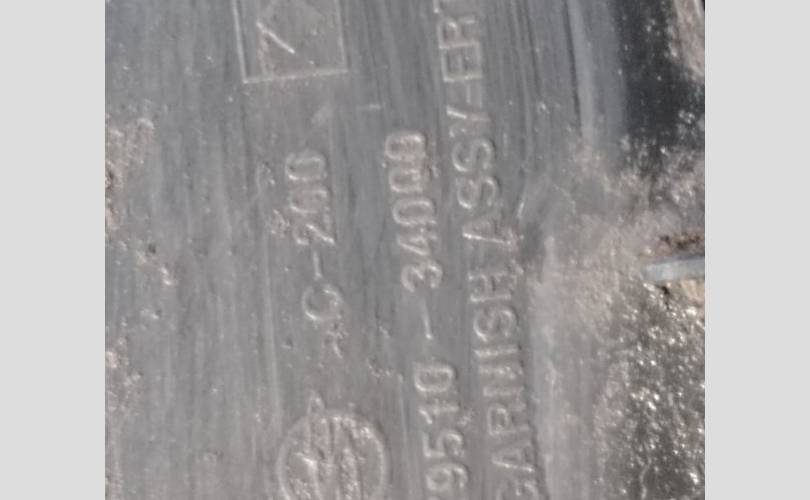 C-200
9510 - 34000
GARNISH ASSY-FRT